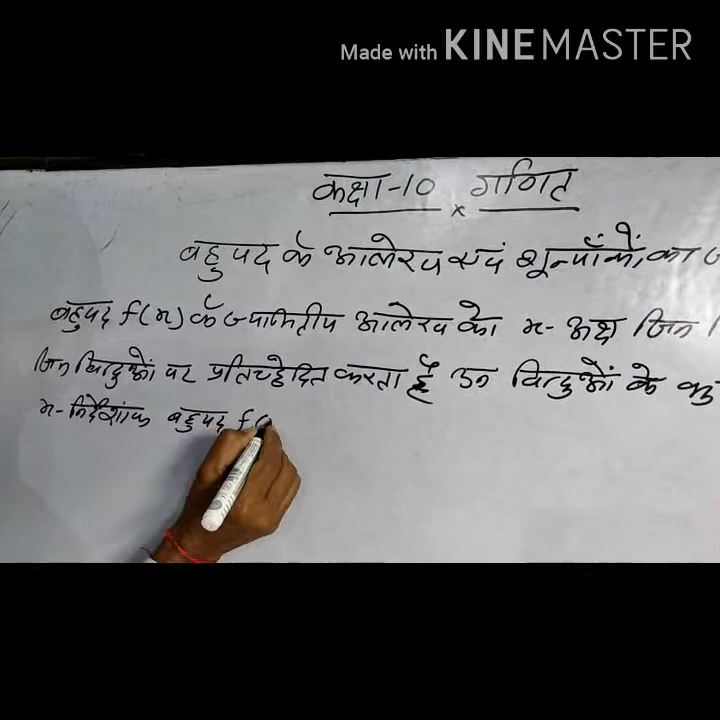 Made with KINEMASTER
कक्षा-10 गणित
बहुपद के आलेख एवं शून्यांकों का
बहुपद f(x) के ज्यामितीय आलेख को x- अक्ष जिन
जिन बिन्दुओं पर प्रतिच्छेदित करता है उन बिन्दुओं के
x-निर्देशांक बहुपद f(